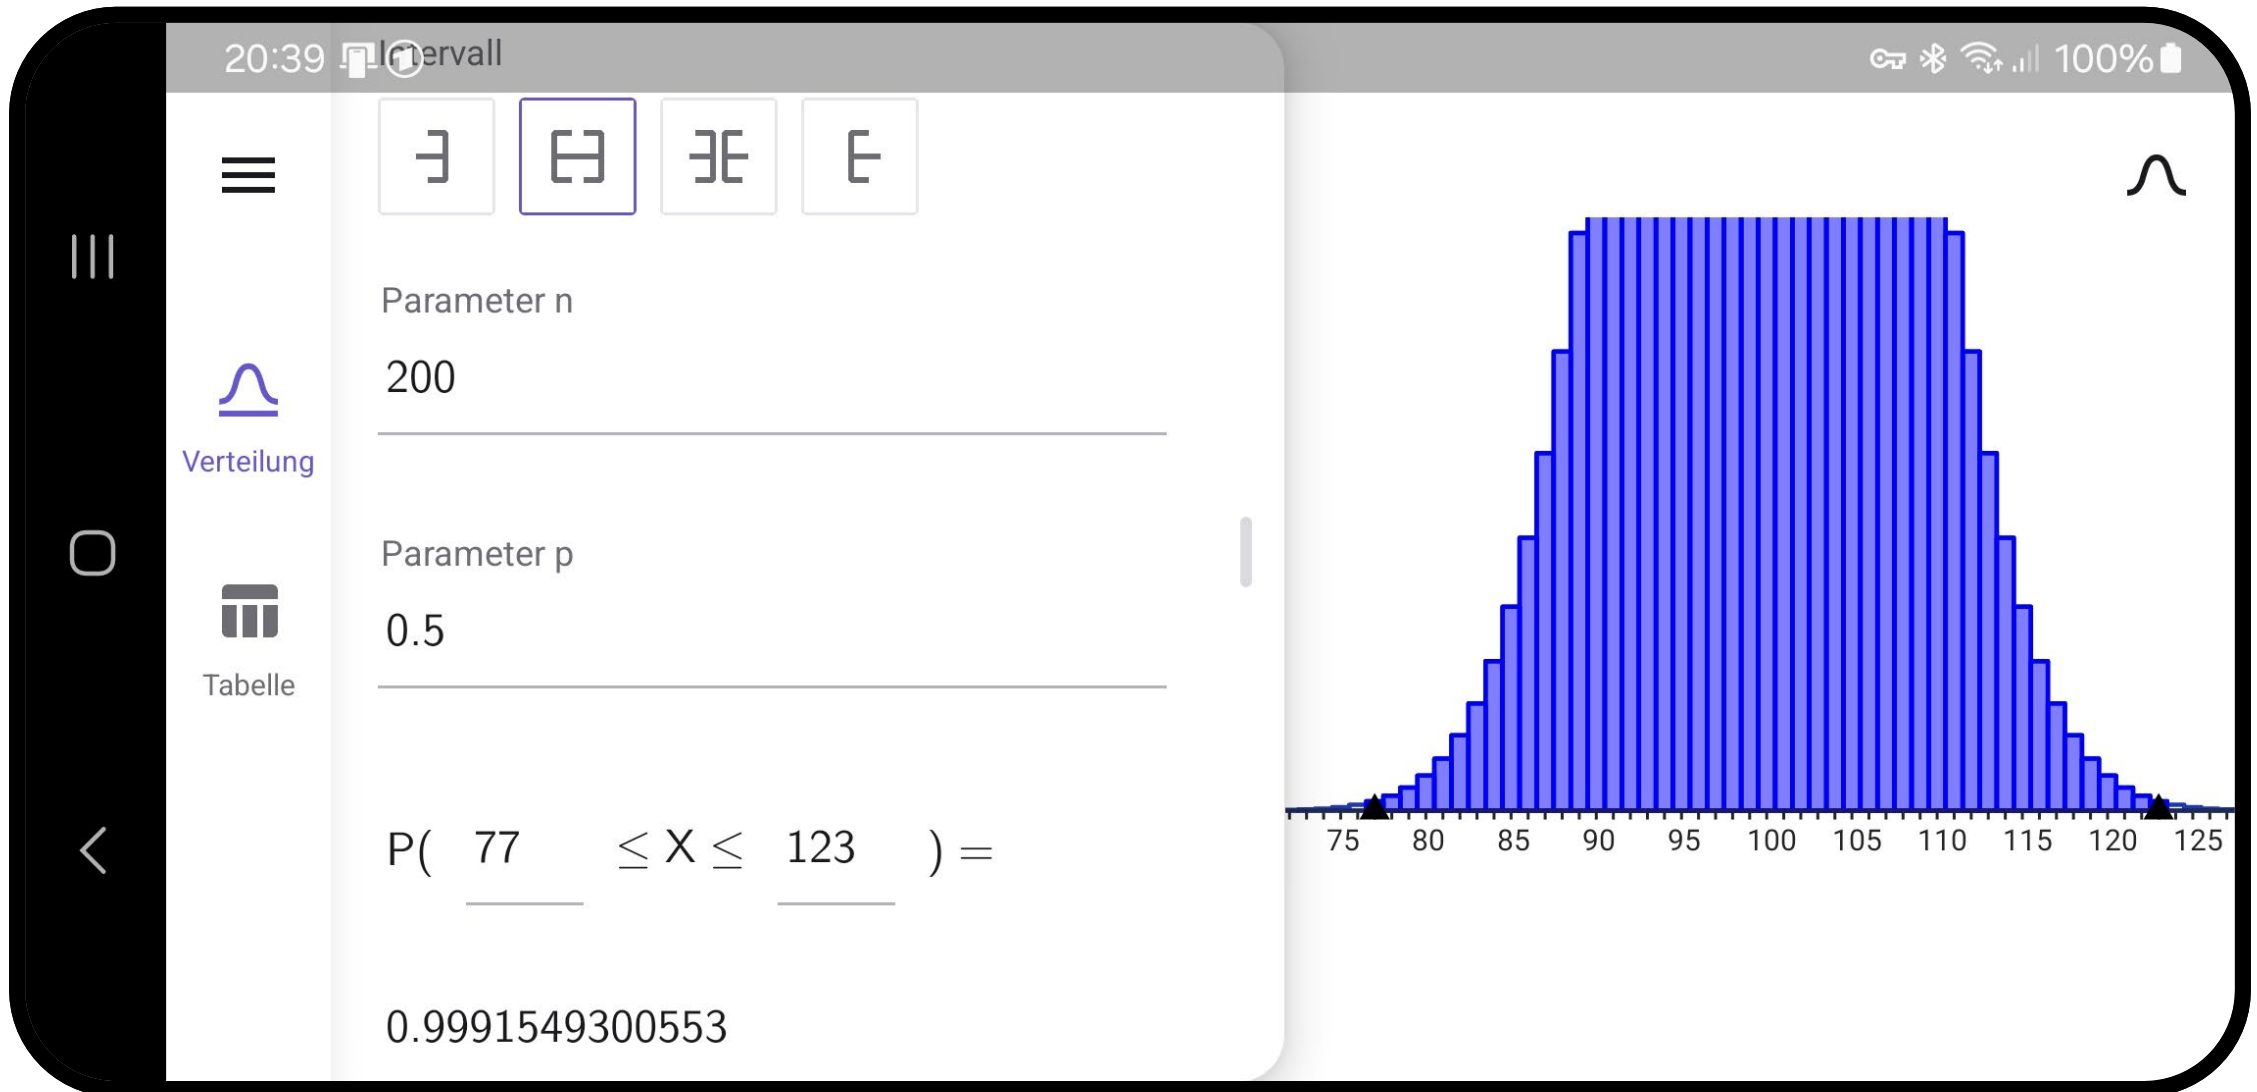 20:39
Intervall
100%
Parameter n
200
Verteilung
Parameter p
0.5
Tabelle
P( 77 ≤ X ≤ 123 ) =
0.9991549300553
75 80 85 90 95 100 105 110 115 120 125